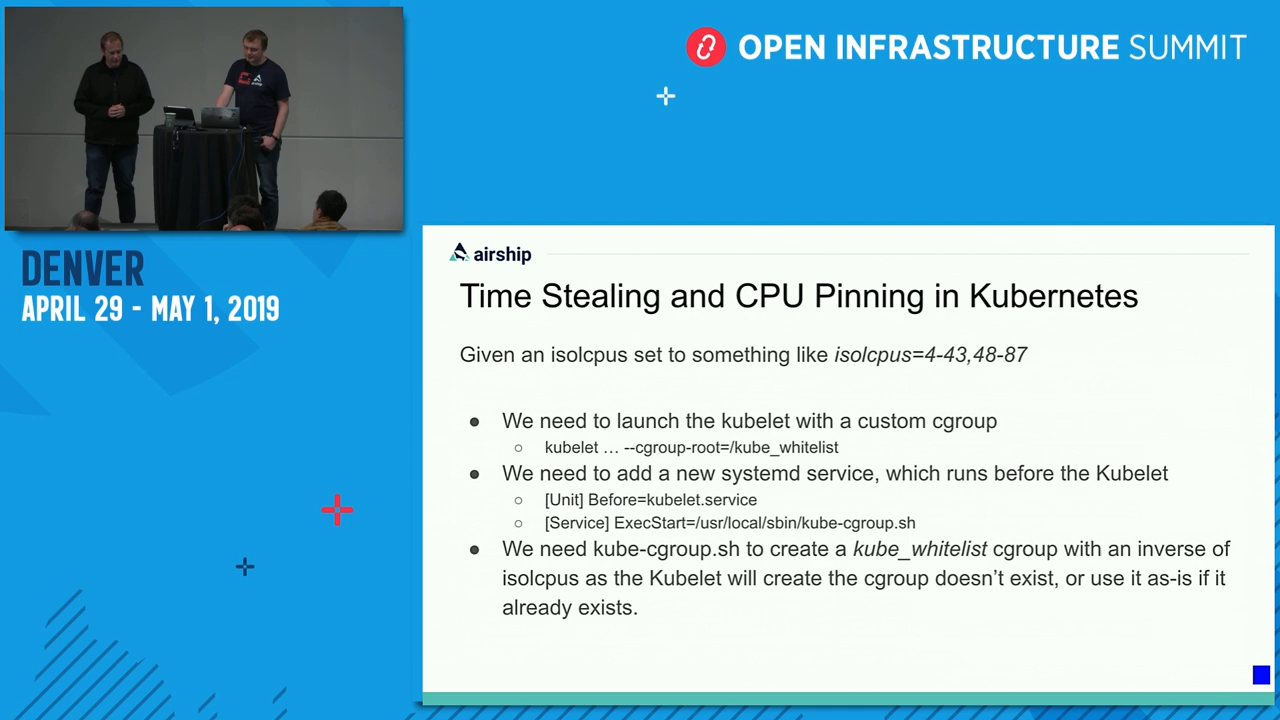 OPEN INFRASTRUCTURE SUMMIT
airship
DENVER
APRIL 29 - MAY 1, 2019
airship
Time Stealing and CPU Pinning in Kubernetes
Given an isolcpus set to something like isolcpus=4-43,48-87
● We need to launch the kubelet with a custom cgroup
○ kubelet … --cgroup-root=/kube_whitelist
● We need to add a new systemd service, which runs before the Kubelet
○ [Unit] Before=kubelet.service
○ [Service] ExecStart=/usr/local/sbin/kube-cgroup.sh
● We need kube-cgroup.sh to create a kube_whitelist cgroup with an inverse of
isolcpus as the Kubelet will create the cgroup doesn’t exist, or use it as-is if it
already exists.